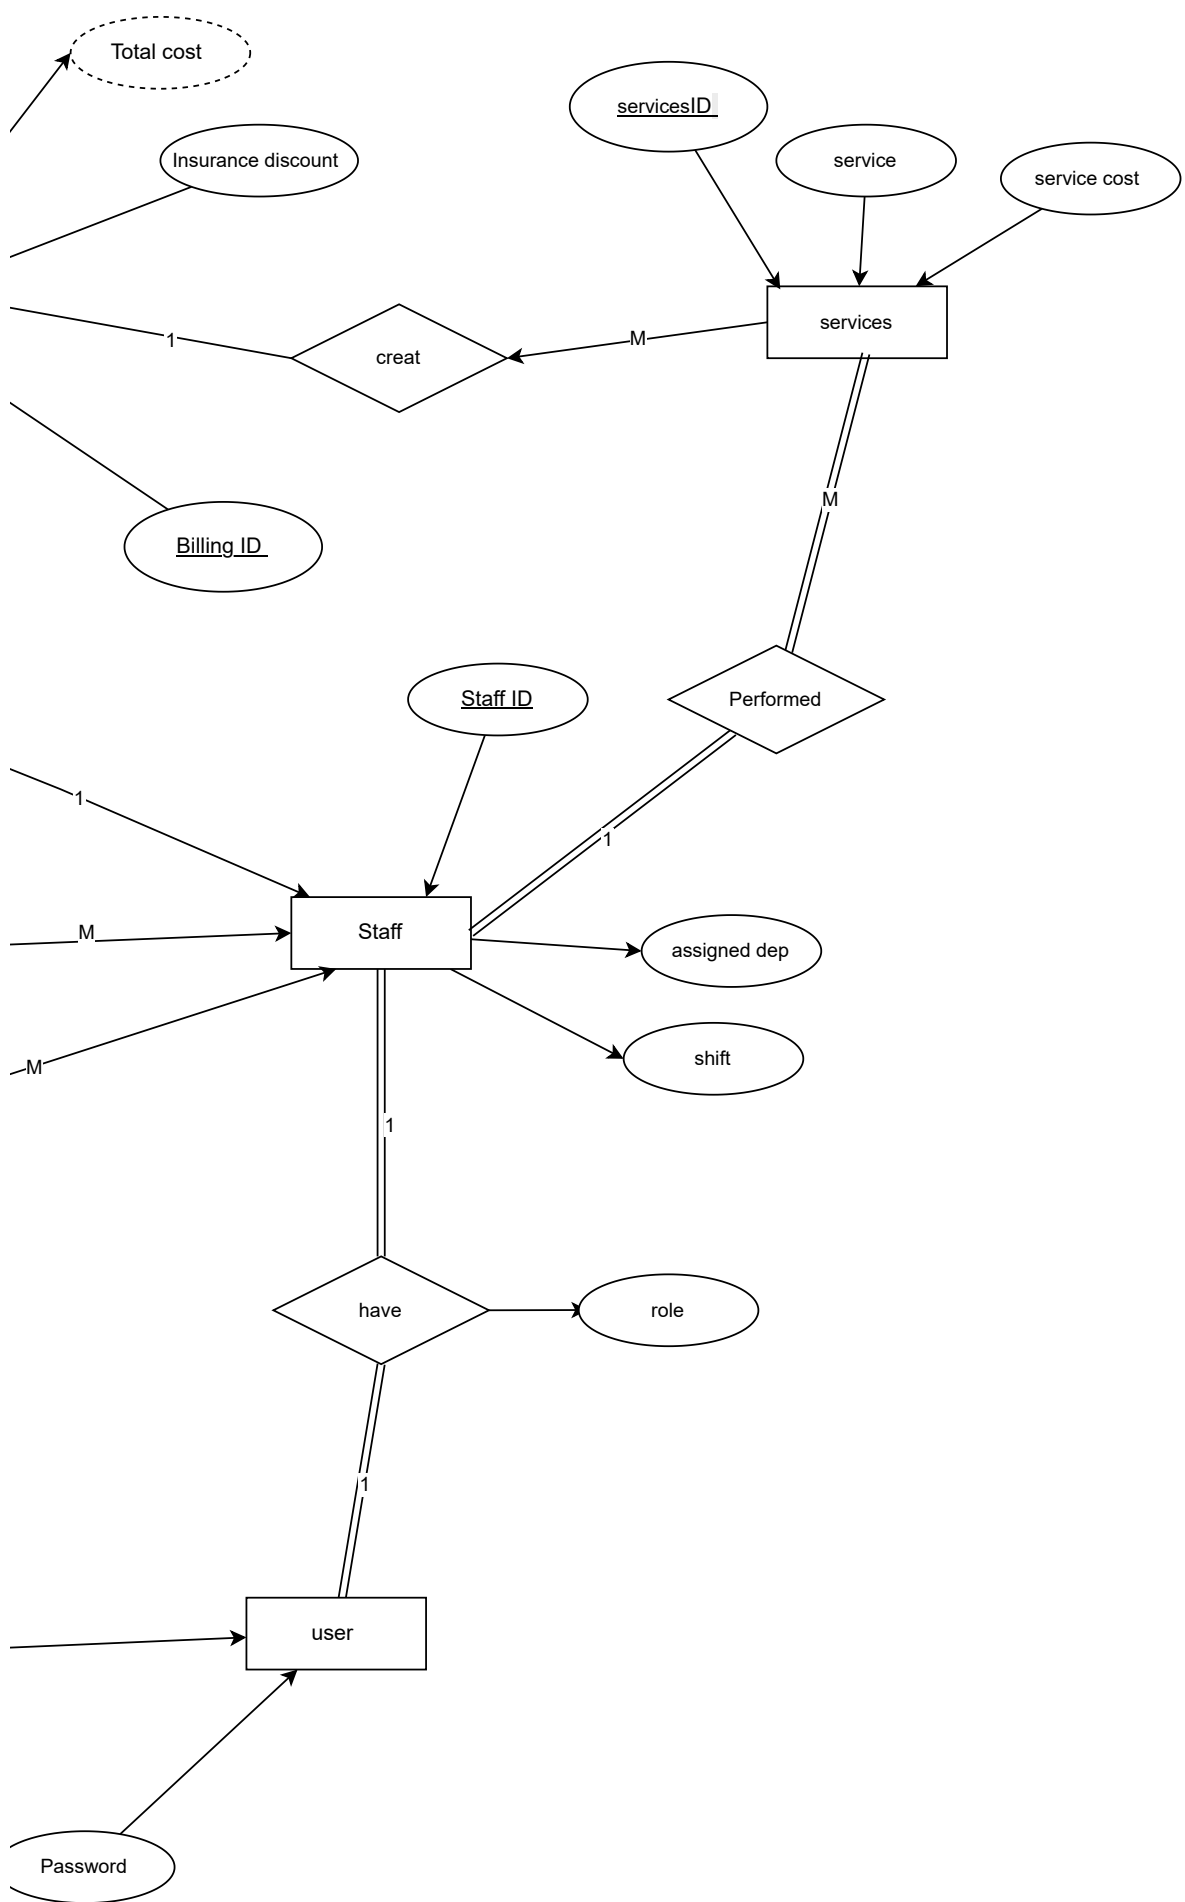 Total cost
servicesID
service
Insurance discount
service cost
services
1
M
creat
M
Billing ID
Staff ID
Performed
1
1
M
Staff
assigned dep
shift
M
1
have
role
1
user
Password